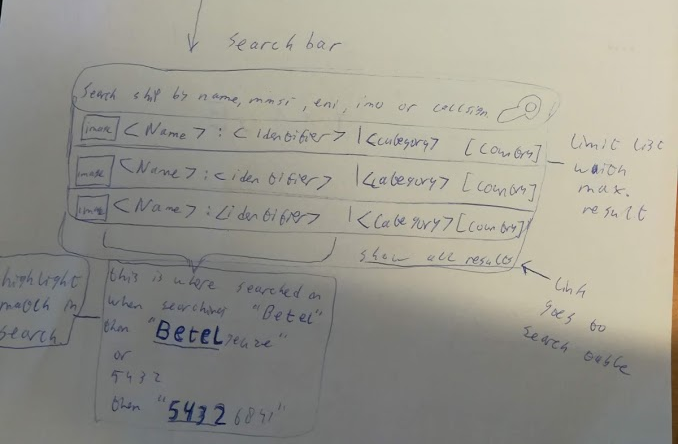 Search bar
Search ship by name, mmsi, eni, imo or callsign
image <Name> : <identifier> | <category> [country]
image <Name> : <identifier> | <category> [country]
image <Name> : <identifier> | <category> [country]
limit list
max.
result
show all results
link
goes to
search table
highlight
match in
search
this is where searched on
when searching "Betel"
then "Betelgeuze"
or
5432
then "5432 6841"